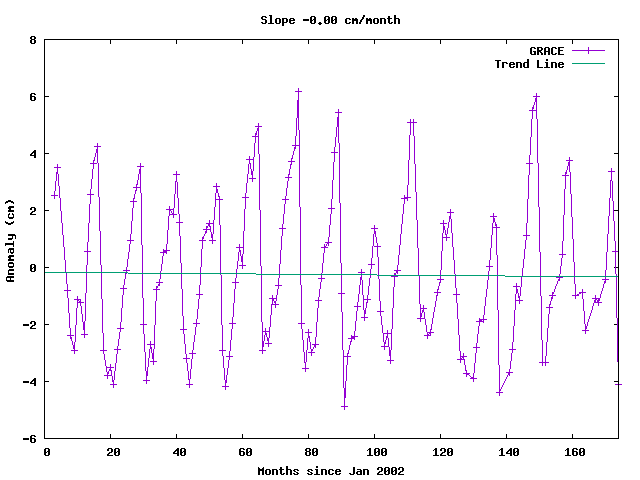 Slope -0.00 cm/month
GRACE
Trend Line
8
6
4
2
0
-2
-4
-6
Anomaly (cm)
0 20 40 60 80 100 120 140 160
Months since Jan 2002